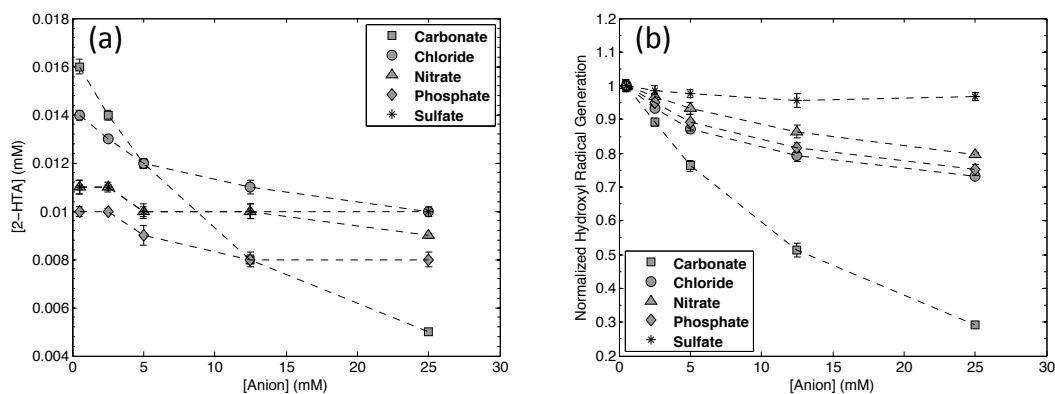 (a)
0.018
0.016
0.014
0.012
0.01
0.008
0.006
0.004
[2−HTA] (mM)
0 5 10 15 20 25 30
[Anion] (mM)
Carbonate
Chloride
Nitrate
Phosphate
Sulfate
(b)
1.2
1.1
1
0.9
0.8
0.7
0.6
0.5
0.4
0.3
0.2
Normalized Hydroxyl Radical Generation
0 5 10 15 20 25 30
[Anion] (mM)
Carbonate
Chloride
Nitrate
Phosphate
Sulfate